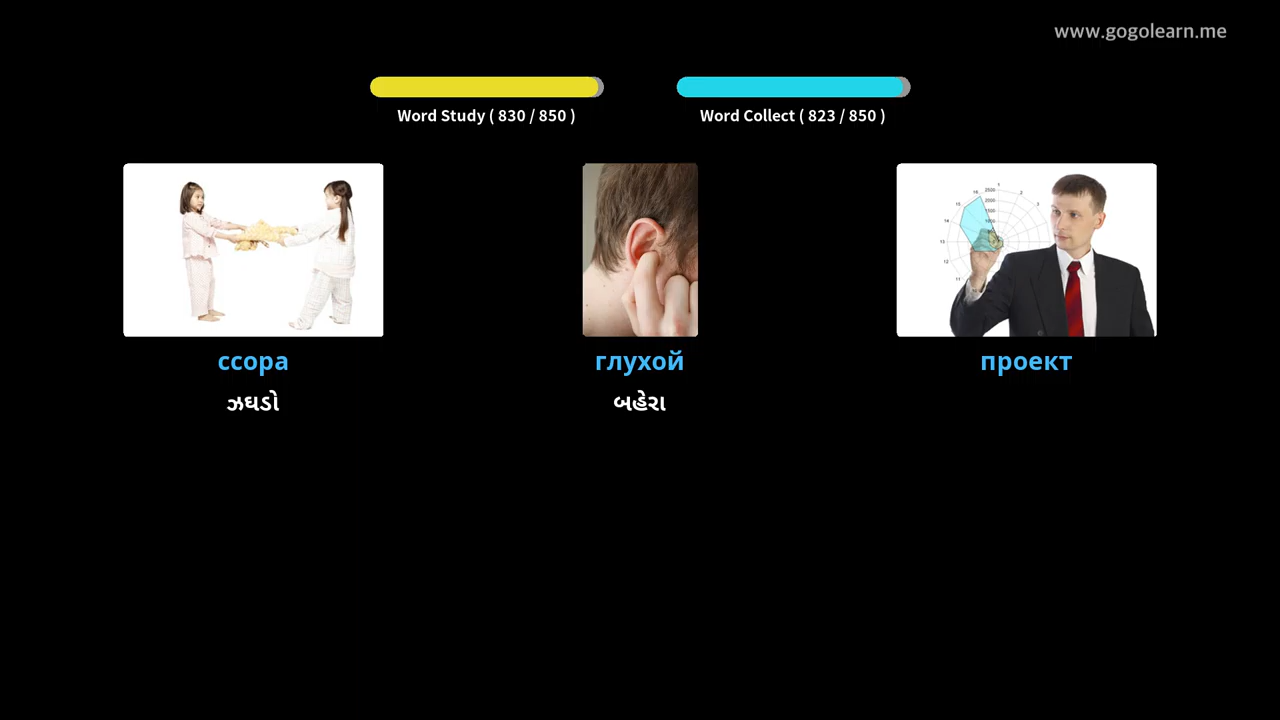 www.gogolearn.me
Word Study ( 830 / 850 )
Word Collect ( 823 / 850 )
ссора
глухой
проект
ઝઘડો
બહેરા